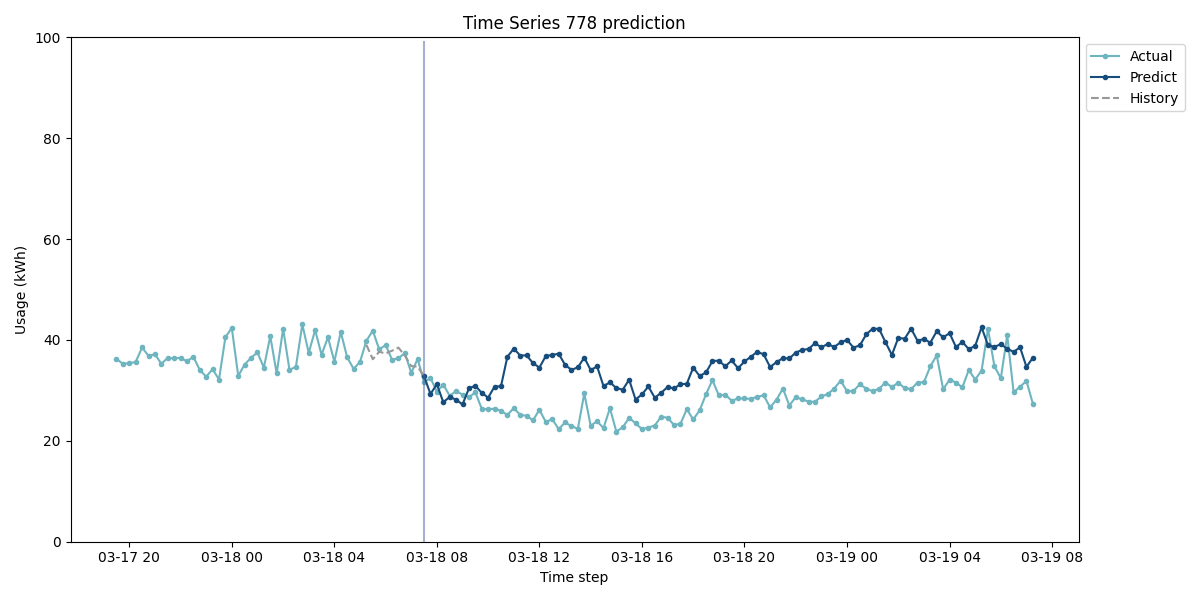 Time Series 778 prediction
Usage (kWh)
100
80
60
40
20
0
03-17 20
03-18 00
03-18 04
03-18 08
03-18 12
03-18 16
03-18 20
03-19 00
03-19 04
03-19 08
Time step
Actual
Predict
History